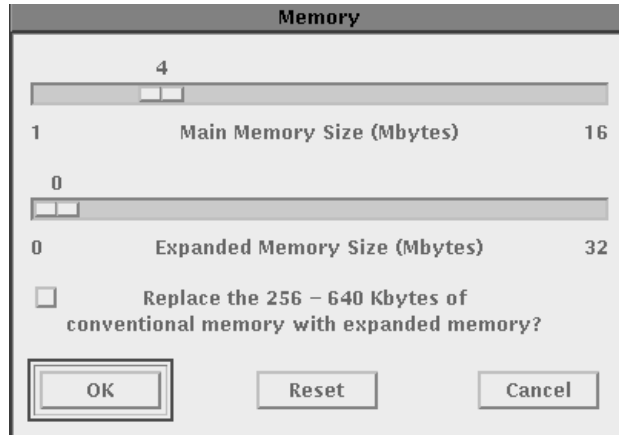 Memory
4
1 Main Memory Size (Mbytes) 16
0
0 Expanded Memory Size (Mbytes) 32
Replace the 256 – 640 Kbytes of
conventional memory with expanded memory?
OK Reset Cancel